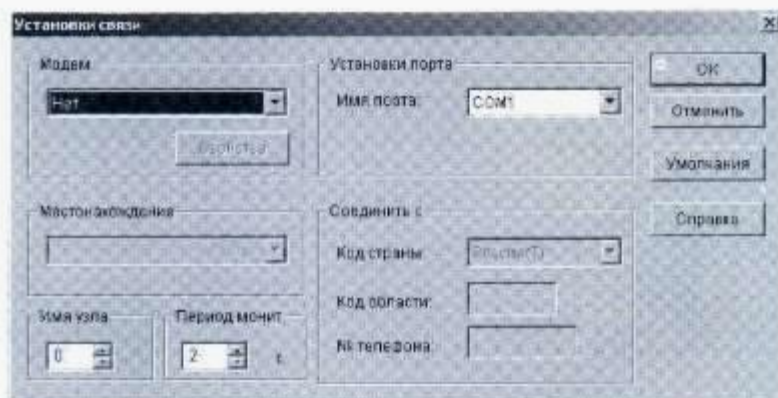 Установки связи
Модем
Нет
Свойства
Установки порта
Имя порта:
COM1
OK
Отменить
Умолчания
Справка
Местонахождение
Соединить с
Код страны:
Код области:
№ телефона:
Имя узла
0
Период монит.
2
с.